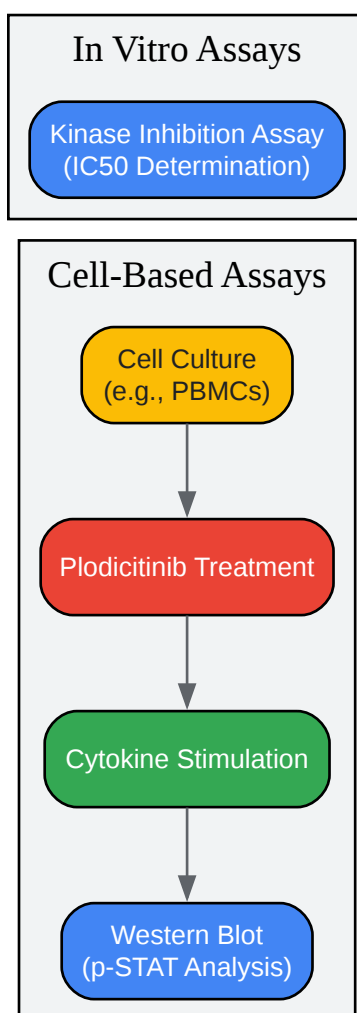 In Vitro Assays
Kinase Inhibition Assay
(IC50 Determination)
Cell-Based Assays
Cell Culture
(e.g., PBMCs)
Plodicitinib Treatment
Cytokine Stimulation
Western Blot
(p-STAT Analysis)